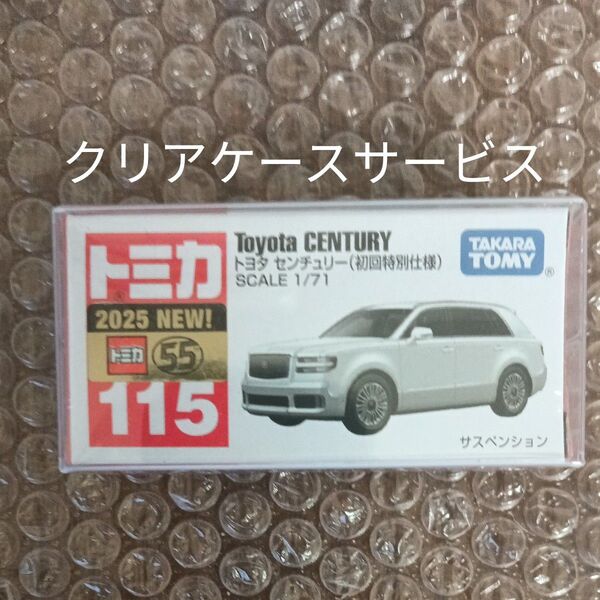 クリアケースサービス
トミカ
2025 NEW!
トミカ 55
115
Toyota CENTURY
トヨタ センチュリー(初回特別仕様)
SCALE 1/71
TAKARA
TOMY
®
サスペンション